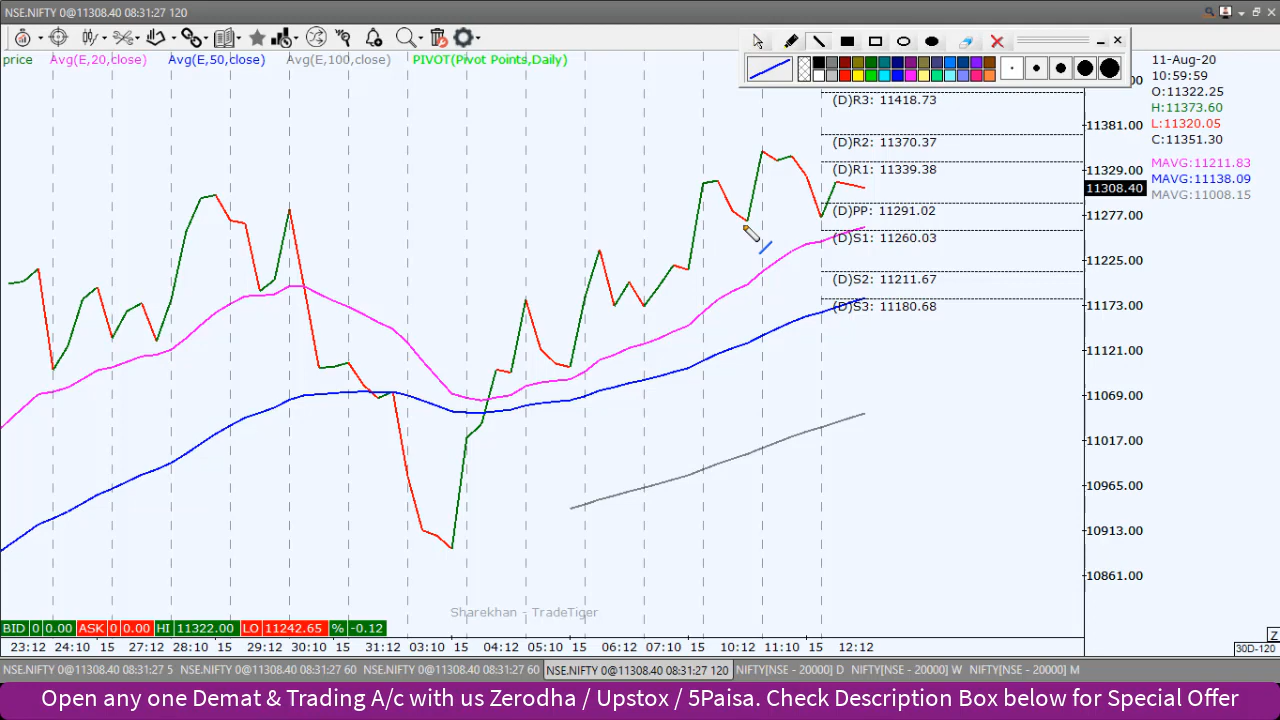 NSE.NIFTY 0@11308.40 08:31:27 120
price Avg(E,20,close) Avg(E,50,close) Avg(E,100,close) PIVOT(Pivot Points,Daily)
11-Aug-20
10:59:59
O:11322.25
H:11373.60
L:11320.05
C:11351.30
MAVG:11211.83
MAVG:11138.09
MAVG:11008.15
(D)R3: 11418.73
(D)R2: 11370.37
(D)R1: 11339.38
(D)PP: 11291.02
(D)S1: 11260.03
(D)S2: 11211.67
(D)S3: 11180.68
11381.00
11329.00
11308.40
11277.00
11225.00
11173.00
11121.00
11069.00
11017.00
10965.00
10913.00
10861.00
Sharekhan - TradeTiger
BID 0 0.00 ASK 0 0.00 HI 11322.00 LO 11242.65 % -0.12
Z
23:12 24:10 15 27:12 28:10 15 29:12 30:10 15 31:12 03:10 15 04:12 05:10 15 06:12 07:10 15 10:12 11:10 15 12:12
30D-120
NSE.NIFTY 0@11308.40 08:31:27 5 NSE.NIFTY 0@11308.40 08:31:27 60 NSE.NIFTY 0@11308.40 08:31:27 60 NSE.NIFTY 0@11308.40 08:31:27 120 NIFTY[NSE - 20000] D NIFTY[NSE - 20000] W NIFTY[NSE - 20000] M
Open any one Demat & Trading A/c with us Zerodha / Upstox / 5Paisa. Check Description Box below for Special Offer